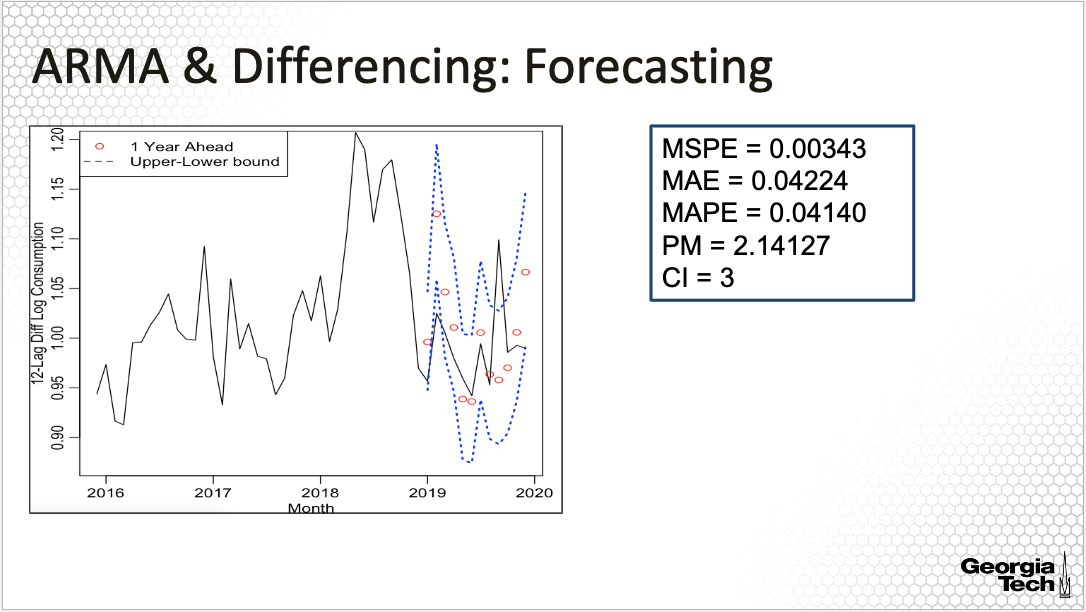 ARMA & Differencing: Forecasting
1 Year Ahead
Upper-Lower bound
12-Lag Diff Log Consumption
1.20
1.15
1.10
1.05
1.00
0.95
0.90
2016 2017 2018 2019 2020
Month
MSPE = 0.00343
MAE = 0.04224
MAPE = 0.04140
PM = 2.14127
CI = 3
Georgia
Tech